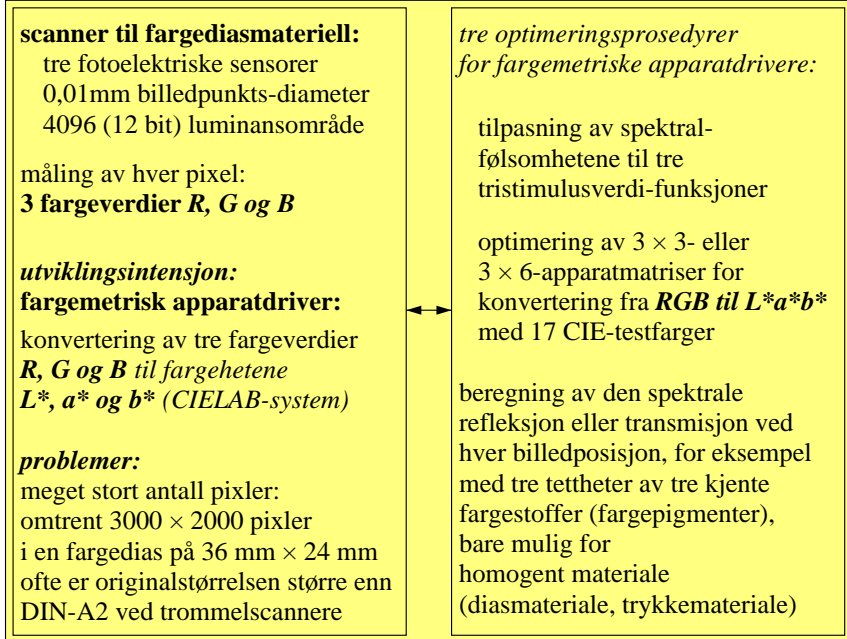 scanner til fargediasmateriell:
tre fotoelektriske sensorer
0,01mm billedpunkts-diameter
4096 (12 bit) luminansområde
måling av hver pixel:
3 fargeverdier R, G og B
utviklingsintensjon:
fargemetrisk apparatdriver:
konvertering av tre fargeverdier
R, G og B til fargehetene
L*, a* og b* (CIELAB-system)
problemer:
meget stort antall pixler:
omtrent 3000 × 2000 pixler
i en fargedias på 36 mm × 24 mm
ofte er originalstørrelsen større enn
DIN-A2 ved trommelscannere
tre optimeringsprosedyrer
for fargemetriske apparatdrivere:
tilpasning av spektral-
følsomhetene til tre
tristimulusverdi-funksjoner
optimering av 3 × 3- eller
3 × 6-apparatmatriser for
konvertering fra RGB til L*a*b*
med 17 CIE-testfarger
beregning av den spektrale
refleksjon eller transmisjon ved
hver billedposisjon, for eksempel
med tre tettheter av tre kjente
fargestoffer (fargepigmenter),
bare mulig for
homogent materiale
(diasmateriale, trykkemateriale)